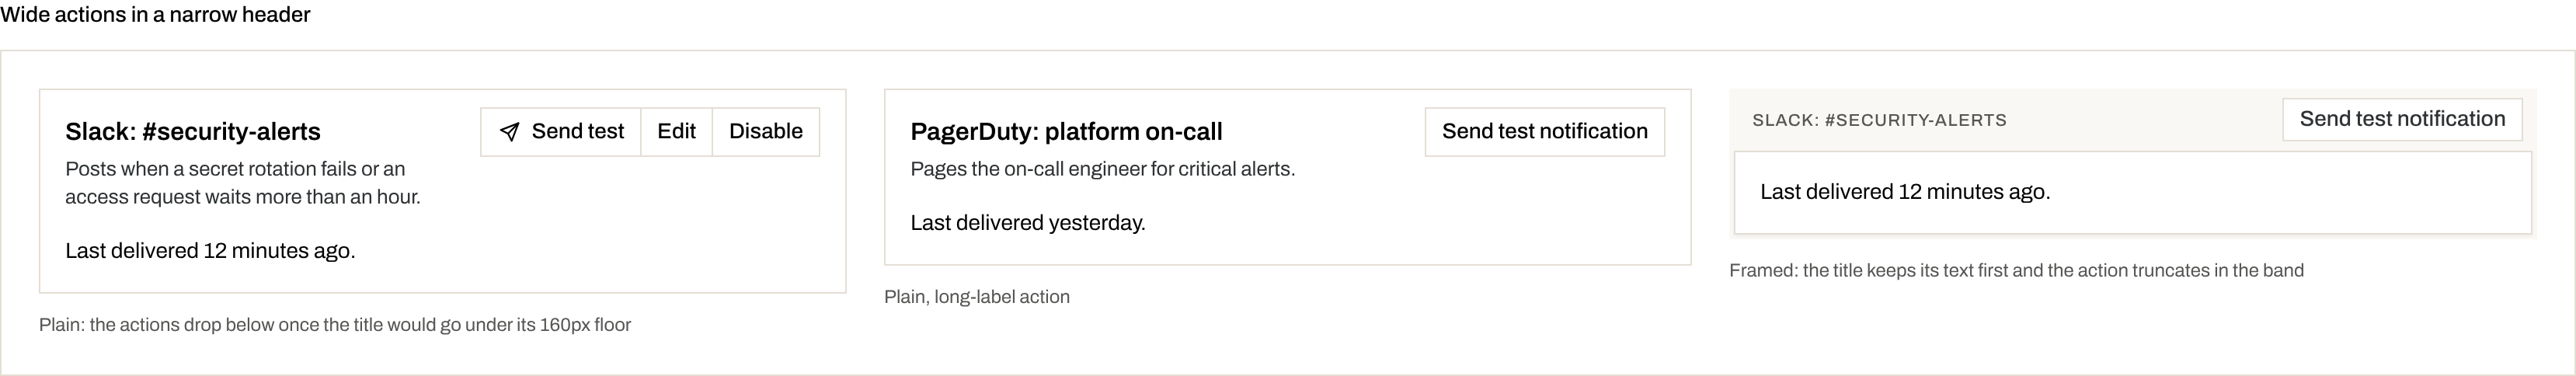 Wide actions in a narrow header
Slack: #security-alerts
Send test
Edit
Disable
Posts when a secret rotation fails or an
access request waits more than an hour.
Last delivered 12 minutes ago.
Plain: the actions drop below once the title would go under its 160px floor
PagerDuty: platform on-call
Send test notification
Pages the on-call engineer for critical alerts.
Last delivered yesterday.
Plain, long-label action
SLACK: #SECURITY-ALERTS
Send test notification
Last delivered 12 minutes ago.
Framed: the title keeps its text first and the action truncates in the band